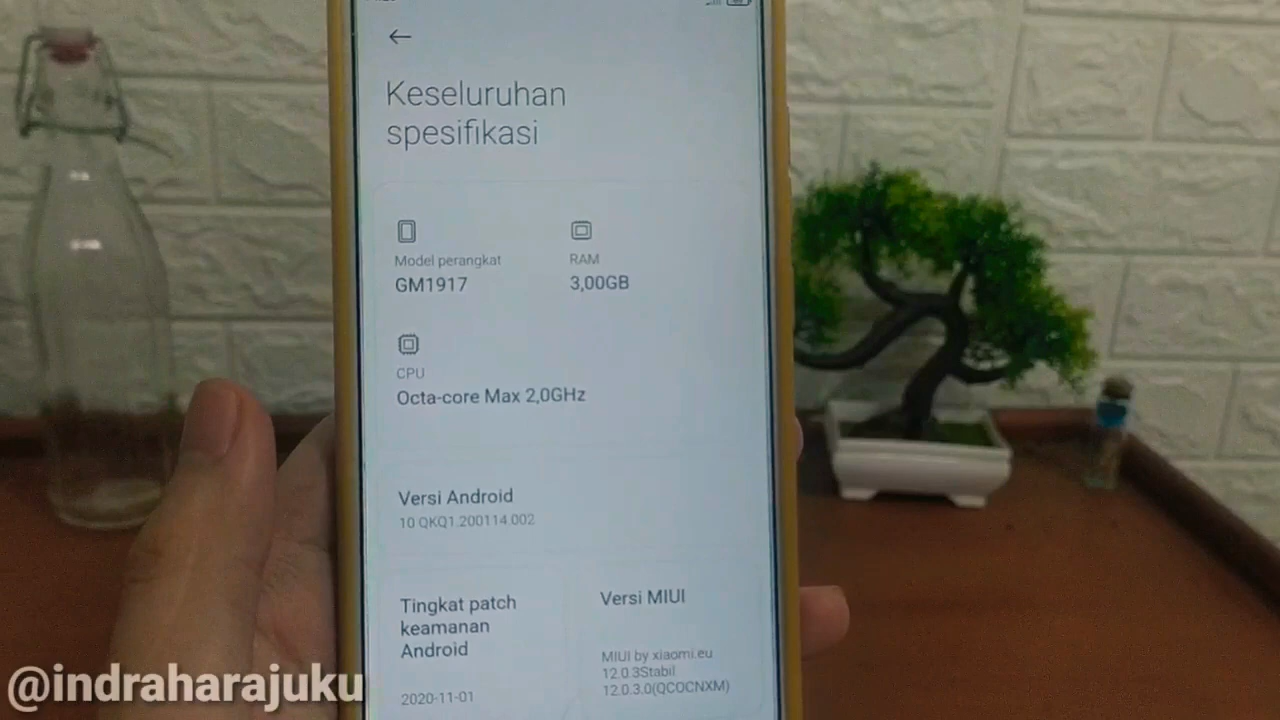 Keseluruhan
spesifikasi
Model perangkat
GM1917
RAM
3,00GB
CPU
Octa-core Max 2,0GHz
Versi Android
10 QKQ1.200114.002
Tingkat patch
keamanan
Android
2020-11-01
Versi MIUI
MIUI by xiaomi.eu
12.0.3Stabil
12.0.3.0(QCOCNXM)
@indraharajuku